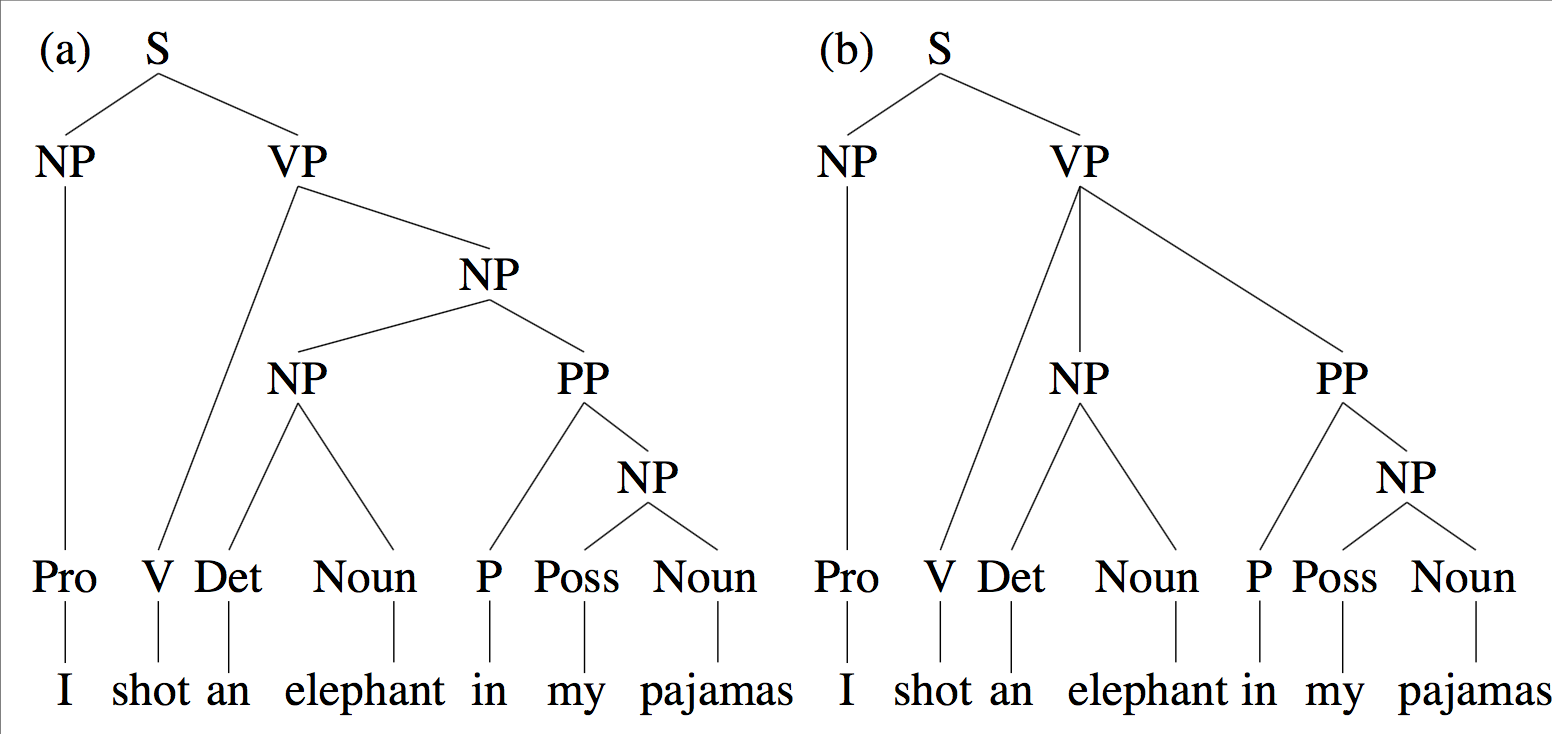 (a) S (b) S
NP VP NP VP
NP
NP PP NP PP
NP NP
Pro V Det Noun P Poss Noun Pro V Det Noun P Poss Noun
I shot an elephant in my pajamas I shot an elephant in my pajamas